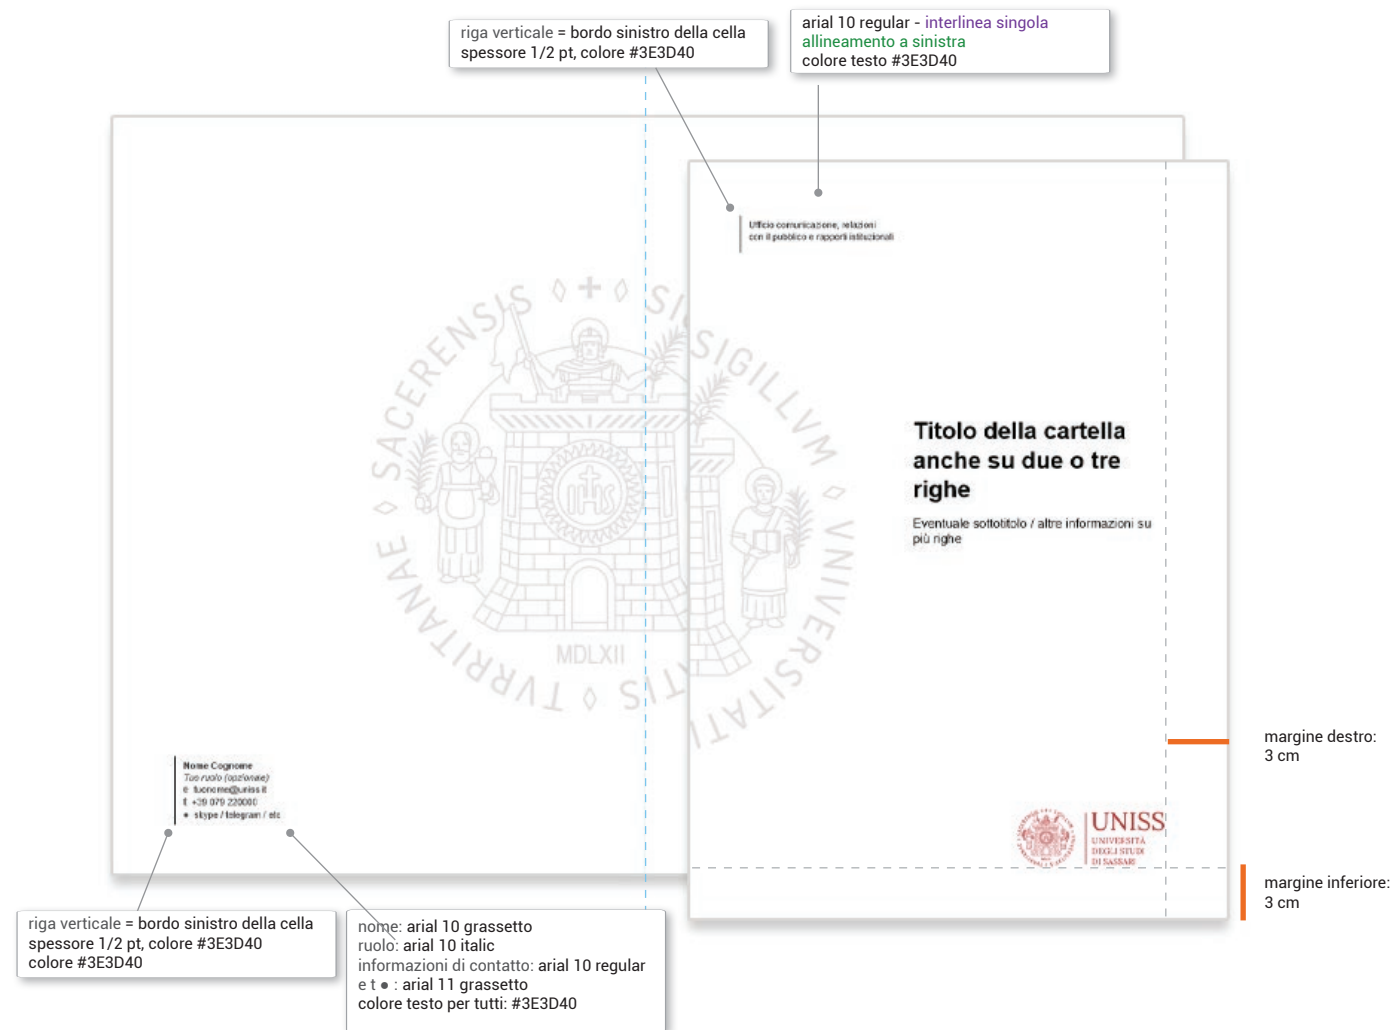 riga verticale = bordo sinistro della cella
spessore 1/2 pt, colore #3E3D40
arial 10 regular - interlinea singola
allineamento a sinistra
colore testo #3E3D40
Ufficio comunicazione, relazioni
con il pubblico e rapporti istituzionali
SIGILLVM ◊ VNIVERSITATIS ◊ TVRRITANAE ◊ SACERENSIS ◊ + ◊
IHS
MDLXII
Titolo della cartella
anche su due o tre
righe
Eventuale sottotitolo / altre informazioni su
più righe
margine destro:
3 cm
Nome Cognome
Tuo ruolo (opzionale)
e tuonome@uniss.it
t +39 079 220000
● skype / telegram / etc
UNISS
UNIVERSITÀ
DEGLI STUDI
DI SASSARI
margine inferiore:
3 cm
riga verticale = bordo sinistro della cella
spessore 1/2 pt, colore #3E3D40
colore #3E3D40
nome: arial 10 grassetto
ruolo: arial 10 italic
informazioni di contatto: arial 10 regular
e t ● : arial 11 grassetto
colore testo per tutti: #3E3D40